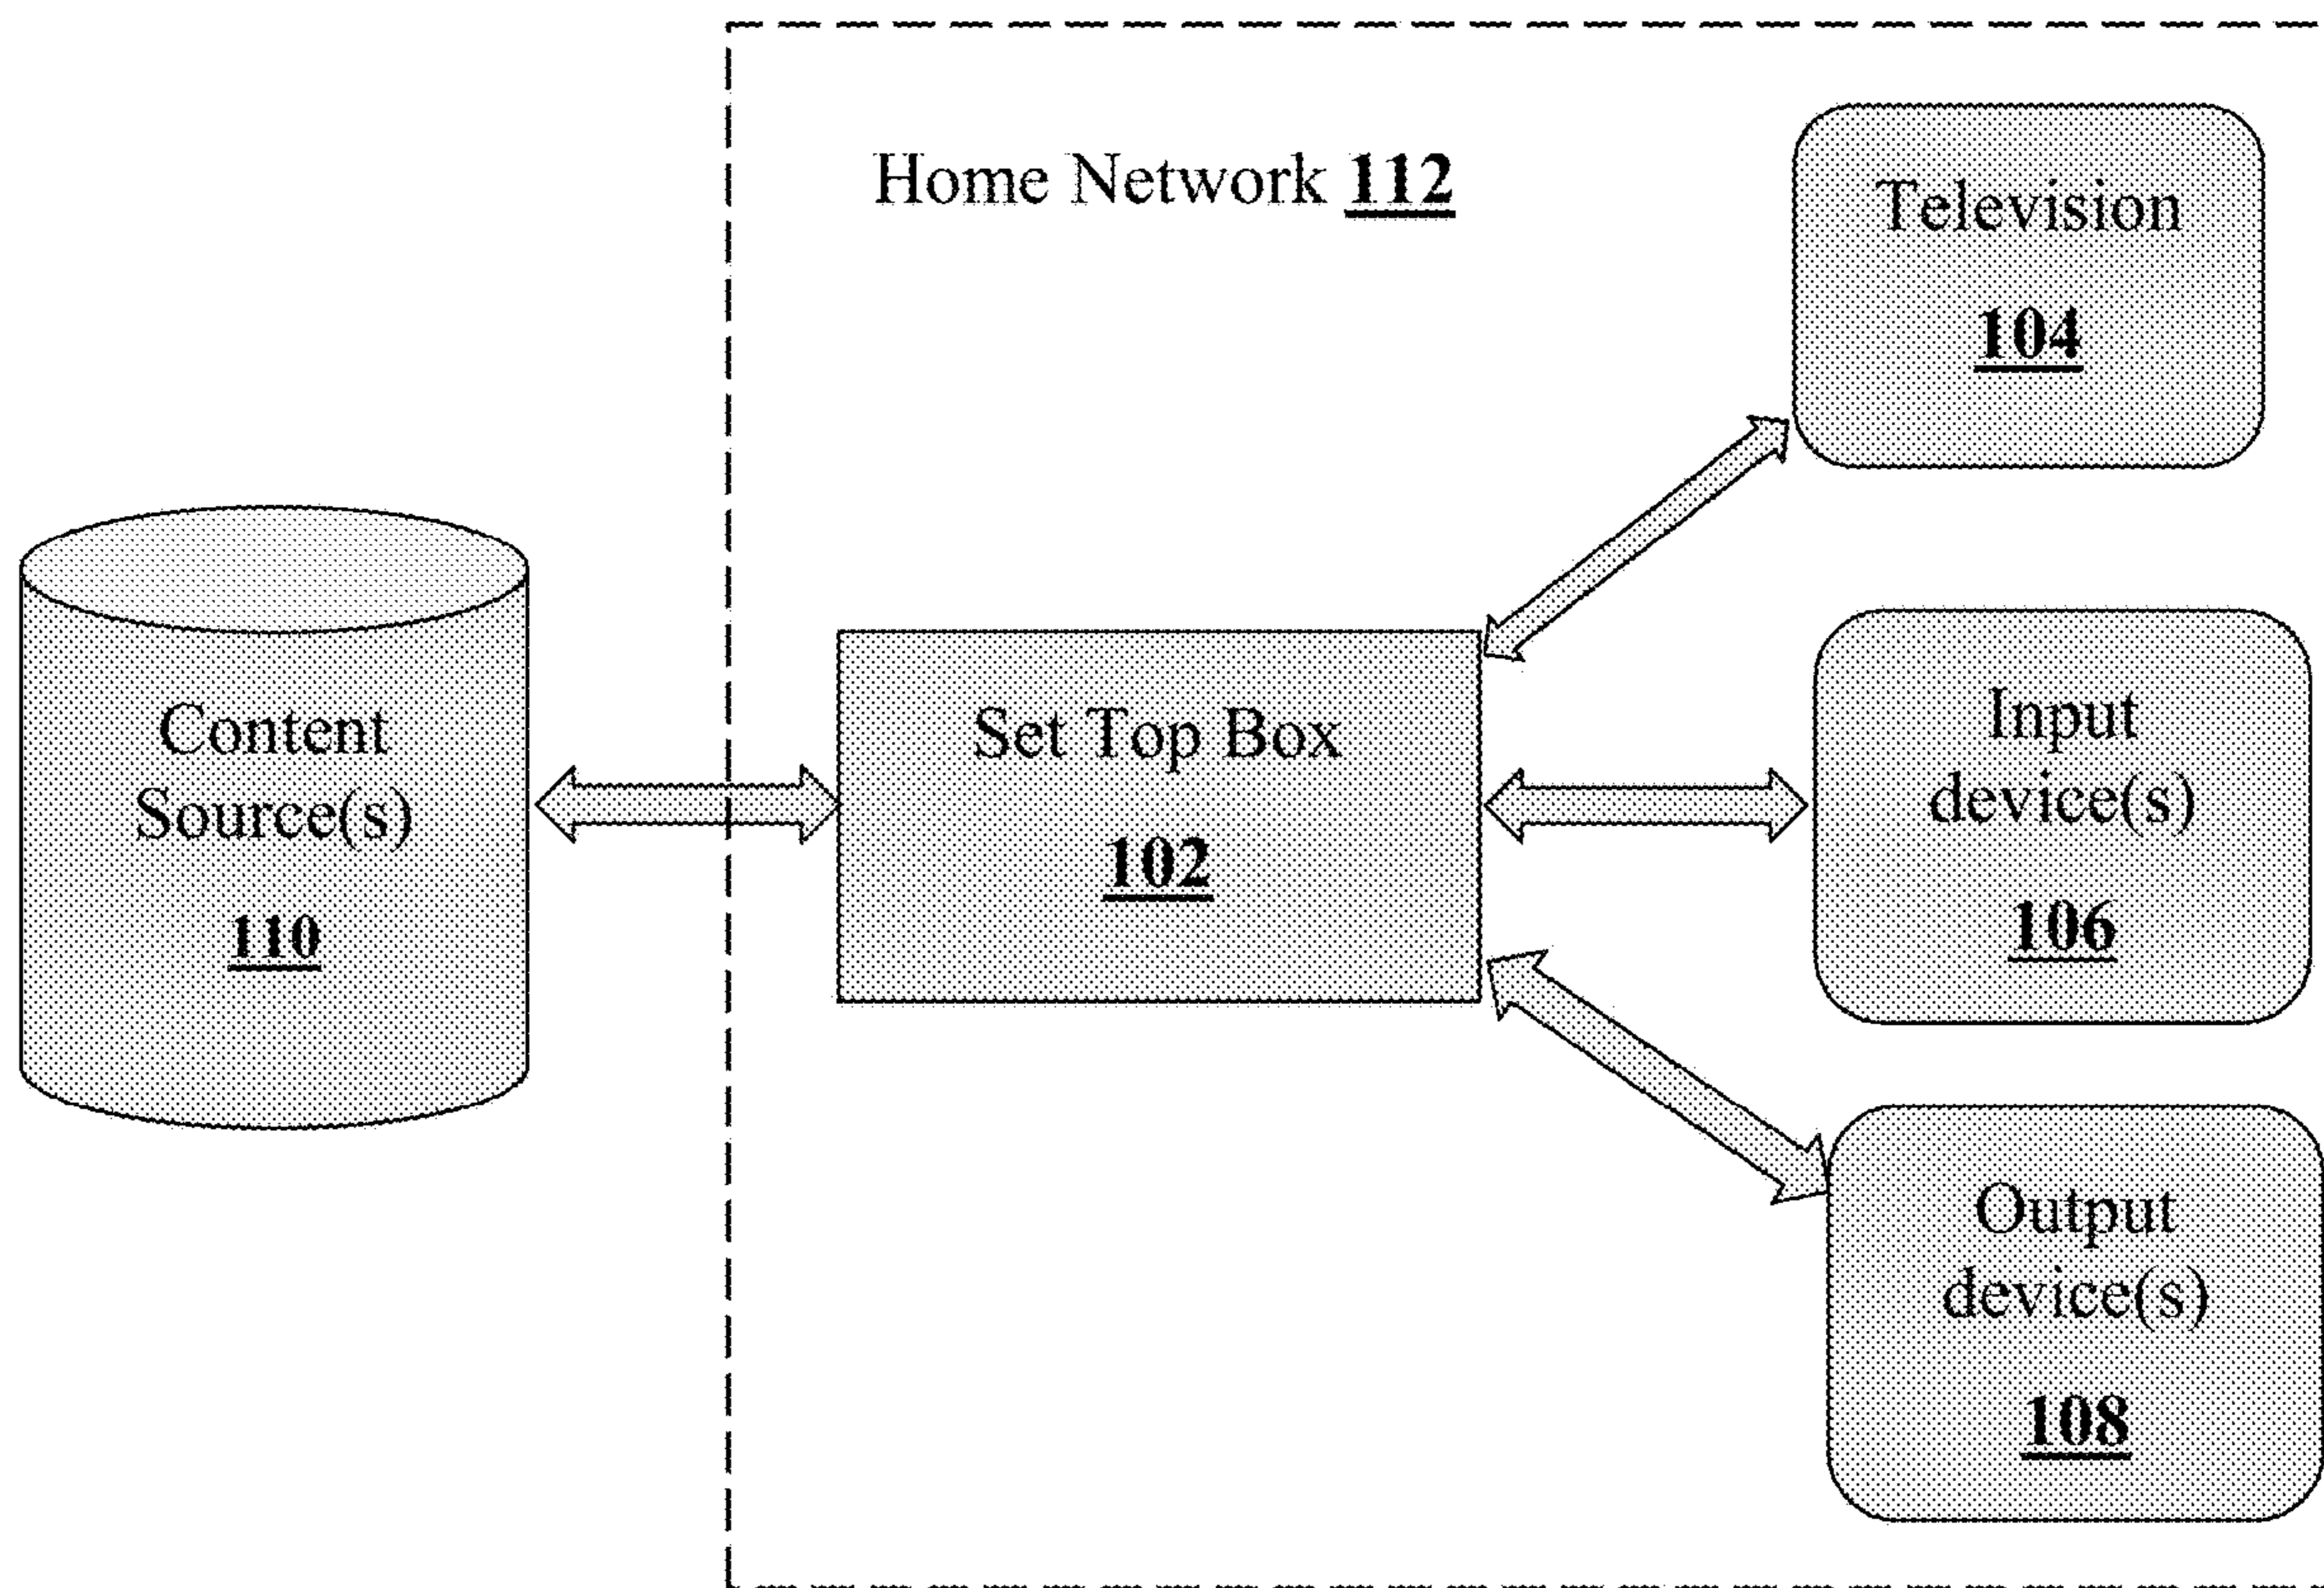 Home Network 112
Television
104
Content
Source(s)
110
Set Top Box
102
Input
device(s)
106
Output
device(s)
108